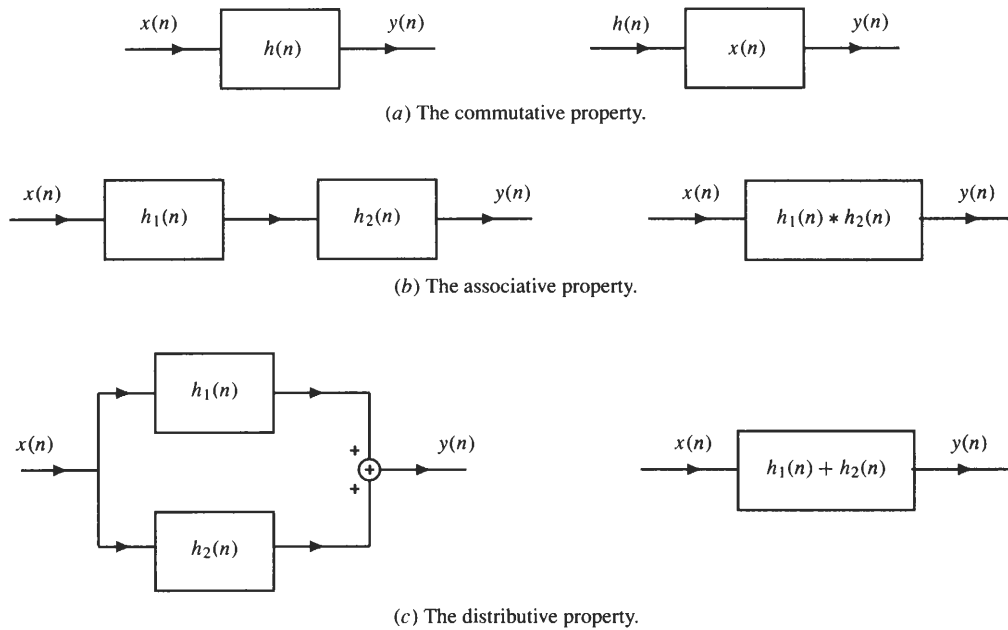 x(n) h(n) y(n) h(n) x(n) y(n)
(a) The commutative property.
x(n) h₁(n) h₂(n) y(n) x(n) h₁(n) ∗ h₂(n) y(n)
(b) The associative property.
h₁(n)
x(n) + + y(n) x(n) h₁(n) + h₂(n) y(n)
+
h₂(n)
(c) The distributive property.